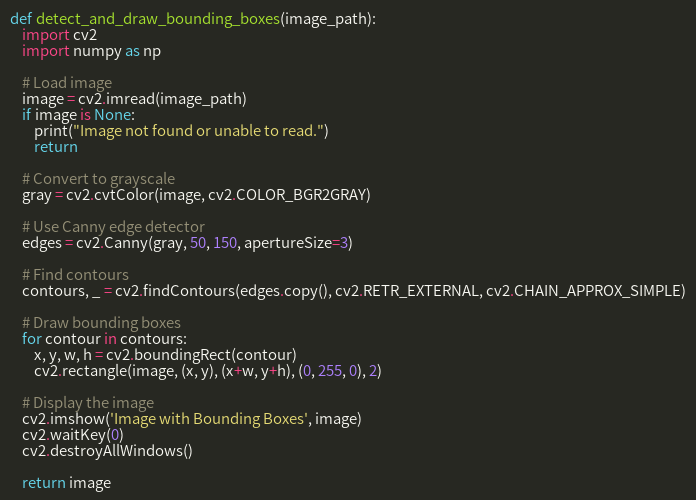 def detect_and_draw_bounding_boxes(image_path):
    import cv2
    import numpy as np

    # Load image
    image = cv2.imread(image_path)
    if image is None:
        print("Image not found or unable to read.")
        return

    # Convert to grayscale
    gray = cv2.cvtColor(image, cv2.COLOR_BGR2GRAY)

    # Use Canny edge detector
    edges = cv2.Canny(gray, 50, 150, apertureSize=3)

    # Find contours
    contours, _ = cv2.findContours(edges.copy(), cv2.RETR_EXTERNAL, cv2.CHAIN_APPROX_SIMPLE)

    # Draw bounding boxes
    for contour in contours:
        x, y, w, h = cv2.boundingRect(contour)
        cv2.rectangle(image, (x, y), (x+w, y+h), (0, 255, 0), 2)

    # Display the image
    cv2.imshow('Image with Bounding Boxes', image)
    cv2.waitKey(0)
    cv2.destroyAllWindows()

    return image